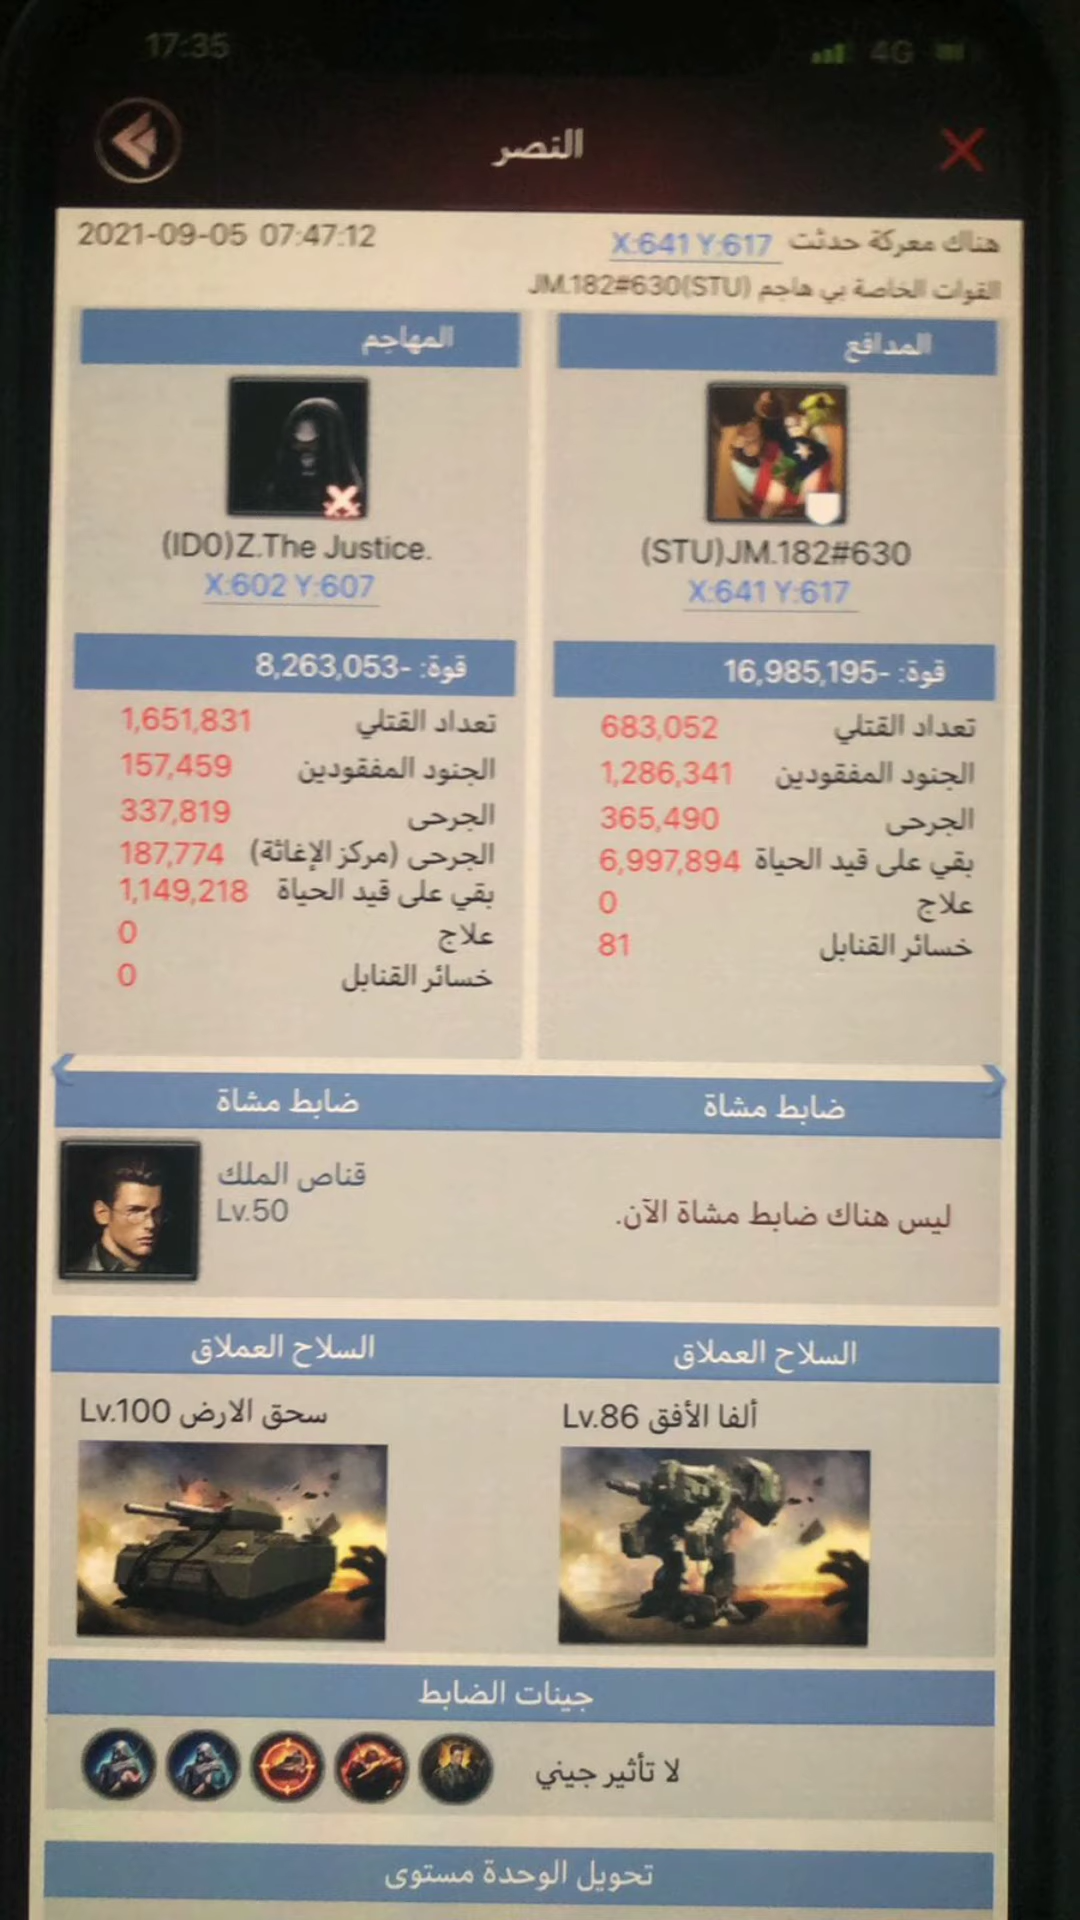 17:35
4G
النصر
هناك معركة حدثت X:641 Y:617
2021-09-05 07:47:12
القوات الخاصة بي هاجم JM.182#630(STU)
المدافع
المهاجم
(STU)JM.182#630
(ID0)Z.The Justice.
X:641 Y:617
X:602 Y:607
قوة: -16,985,195
قوة: -8,263,053
تعداد القتلي 683,052
تعداد القتلي 1,651,831
الجنود المفقودين 1,286,341
الجنود المفقودين 157,459
الجرحى 365,490
الجرحى 337,819
الجرحى (مركز الإغاثة) 187,774
بقي على قيد الحياة 6,997,894
بقي على قيد الحياة 1,149,218
علاج 0
علاج 0
خسائر القنابل 81
خسائر القنابل 0
ضابط مشاة
ضابط مشاة
ليس هناك ضابط مشاة الآن.
قناص الملك
Lv.50
السلاح العملاق
السلاح العملاق
ألفا الأفق Lv.86
سحق الارض Lv.100
جينات الضابط
لا تأثير جيني
تحويل الوحدة مستوى